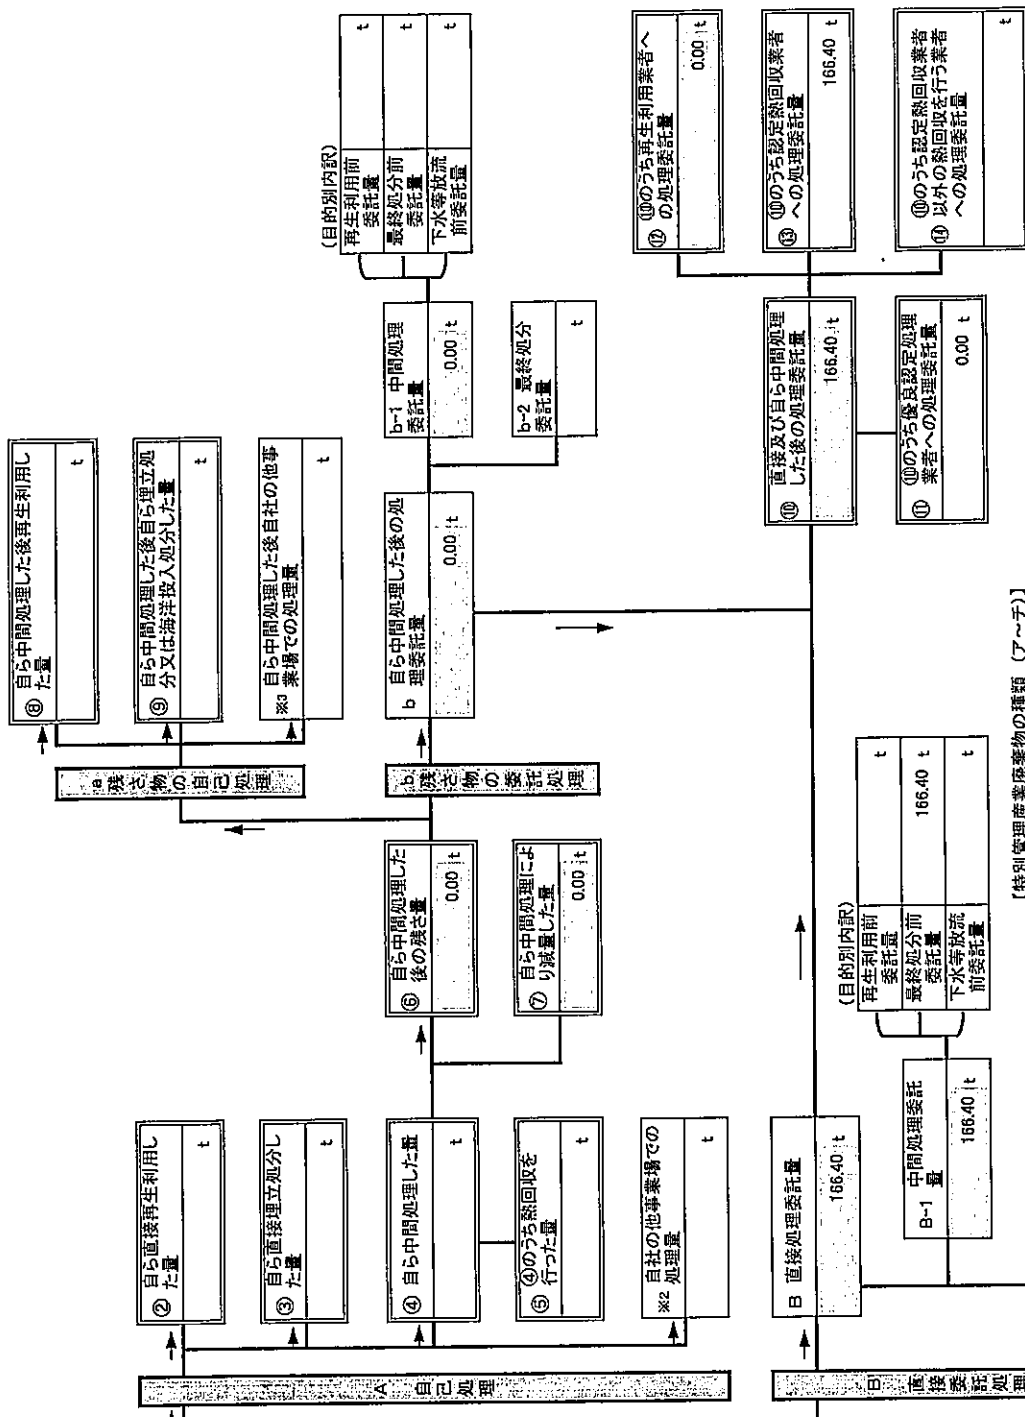 A 自己処理
② 自ら直接再生利用し
た量
t
③ 自ら直接埋立処分し
た量
t
④ 自ら中間処理した量
t
⑤ ④のうち熱回収を
行った量
t
※2 自社の他事業場での
処理量
t
⑥ 自ら中間処理した
後の残さ量
0.00 t
⑦ 自ら中間処理によ
り減量した量
0.00 t
a 残さ物の自己処理
⑧ 自ら中間処理した後再生利用し
た量
t
⑨ 自ら中間処理した後自ら埋立処
分又は海洋投入処分した量
t
※3 自ら中間処理した後自社の他事
業場での処理量
t
b 残さ物の委託処理
b 自ら中間処理した後の処
理委託量
0.00 t
b-1 中間処理
委託量
0.00 t
b-2 最終処分
委託量
t
(目的別内訳)
再生利用前
委託量
t
最終処分前
委託量
t
下水等放流
前委託量
t
B 直接委託処理
B 直接処理委託量
166.40 t
B-1 中間処理委託
量
166.40 t
(目的別内訳)
再生利用前
委託量
t
最終処分前
委託量
166.40 t
下水等放流
前委託量
t
⑩ 直接及び自ら中間処理
した後の処理委託量
166.40 t
⑪ ⑩のうち優良認定処理
業者への処理委託量
0.00 t
⑫ ⑩のうち再生利用業者へ
の処理委託量
0.00 t
⑬ ⑩のうち認定熱回収業者
への処理委託量
166.40 t
⑭ ⑩のうち認定熱回収業者
以外の熱回収を行う業者
への処理委託量
t
[特別管理産業廃棄物の種類 (ア～チ)]